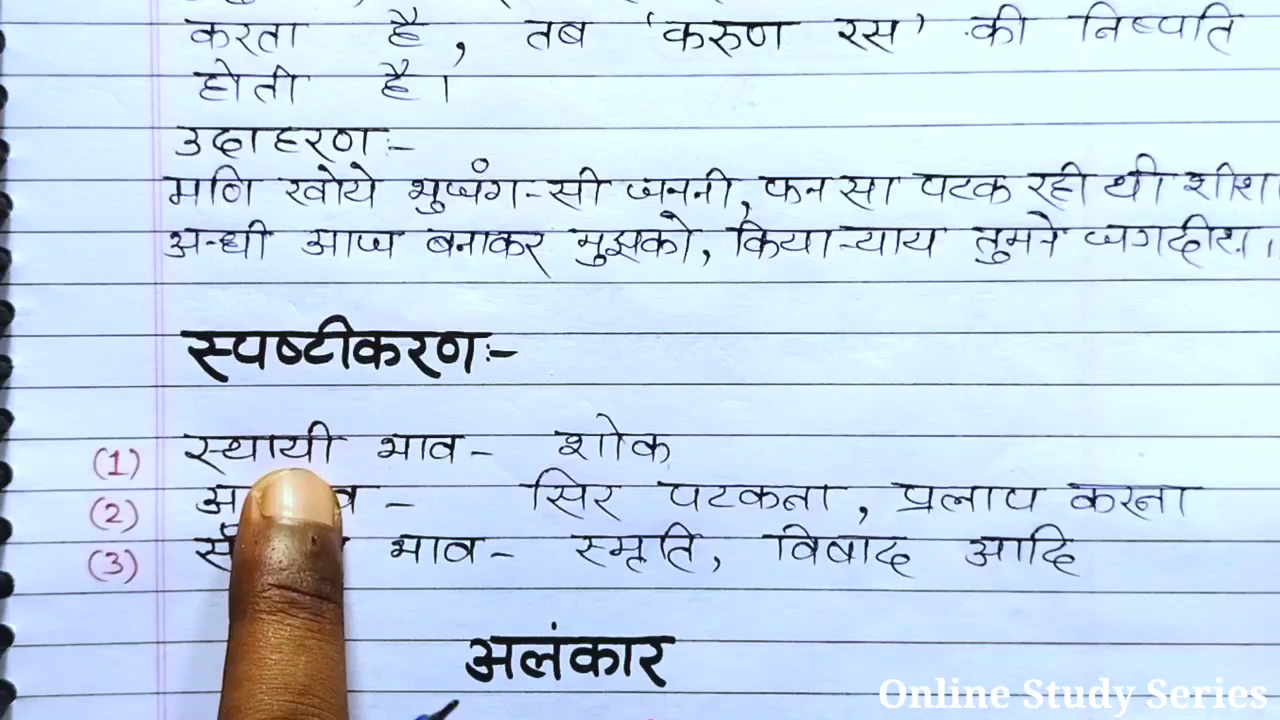 करता है, तब 'करुण रस' की निष्पति
होती है।
उदाहरण:-
मणि खोये भुजंग-सी जननी, फन सा पटक रही थी शीश
अन्धी आज बनाकर मुझको, किया न्याय तुमने जगदीश।
स्पष्टीकरण:-
(1) स्थायी भाव- शोक
(2) - सिर पटकना, प्रलाप करना
(3) भाव- स्मृति, विषाद आदि
अलंकार
Online Study Series